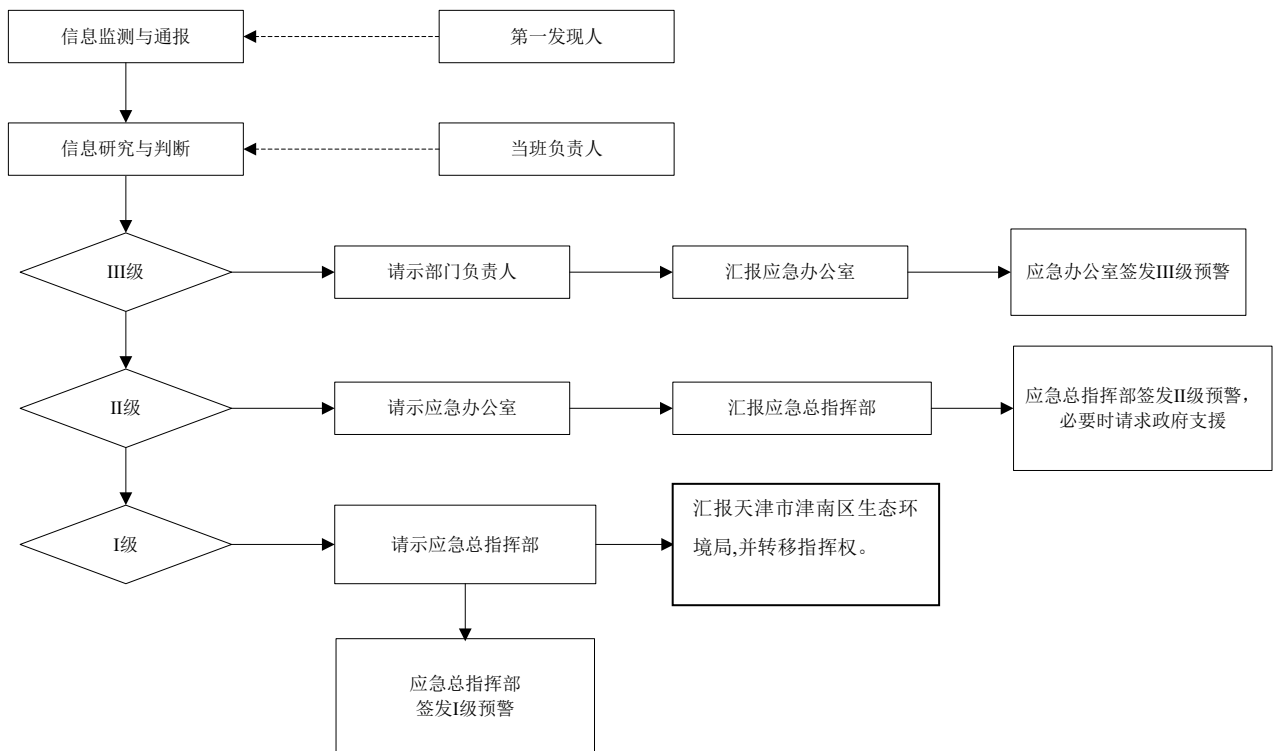 信息监测与通报
第一发现人
信息研究与判断
当班负责人
III级
请示部门负责人
汇报应急办公室
应急办公室签发III级预警
II级
请示应急办公室
汇报应急总指挥部
应急总指挥部签发II级预警，
必要时请求政府支援
I级
请示应急总指挥部
汇报天津市津南区生态环
境局,并转移指挥权。
应急总指挥部
签发I级预警